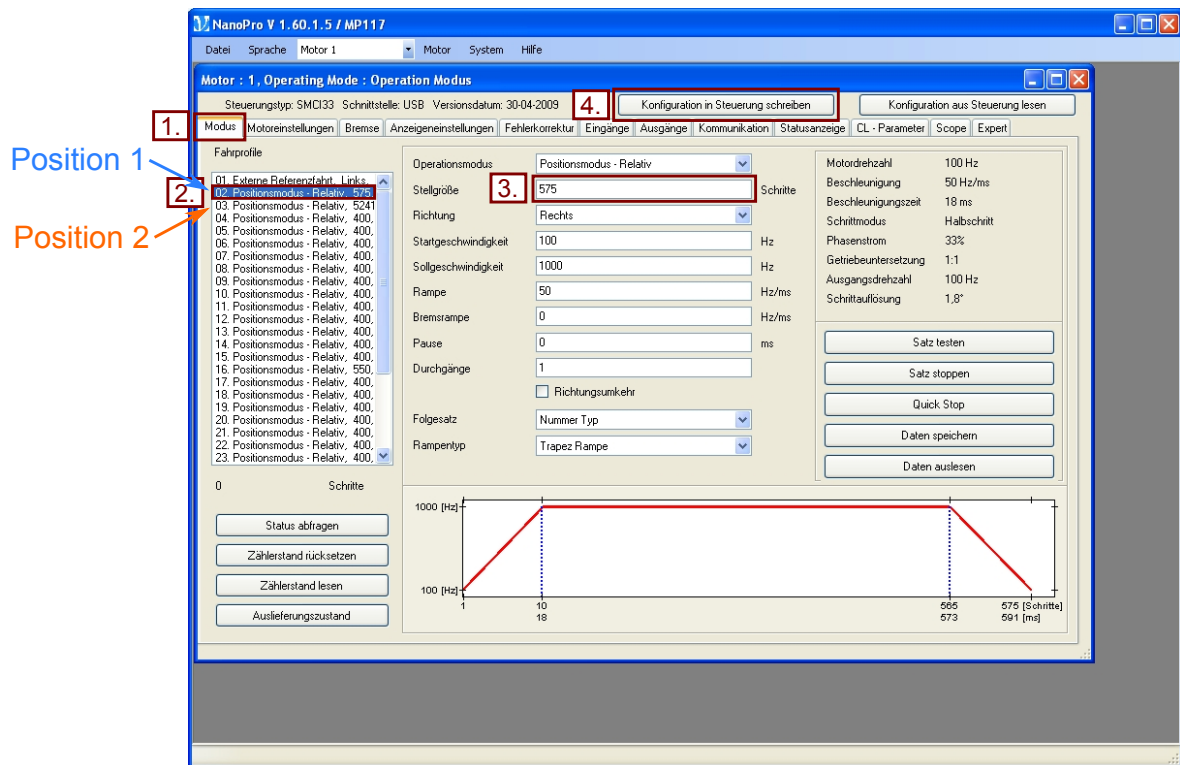 NanoPro V 1.60.1.5 / MP117
Datei Sprache Motor 1 Motor System Hilfe
Motor : 1 , Operating Mode : Operation Modus
Steuerungstyp: SMCI33 Schnittstelle: USB Versionsdatum: 30-04-2009
4.
Konfiguration in Steuerung schreiben
Konfiguration aus Steuerung lesen
1.
Modus Motoreinstellungen Bremse Anzeigeneinstellungen Fehlerkorrektur Eingänge Ausgänge Kommunikation Statusanzeige CL - Parameter Scope Expert
Position 1
2.
Position 2
Fahrprofile
01. Externe Referenzfahrt, Links,
02. Positionsmodus - Relativ, 575,
03. Positionsmodus - Relativ, 5241
04. Positionsmodus - Relativ, 400,
05. Positionsmodus - Relativ, 400,
06. Positionsmodus - Relativ, 400,
07. Positionsmodus - Relativ, 400,
08. Positionsmodus - Relativ, 400,
09. Positionsmodus - Relativ, 400,
10. Positionsmodus - Relativ, 400,
11. Positionsmodus - Relativ, 400,
12. Positionsmodus - Relativ, 400,
13. Positionsmodus - Relativ, 400,
14. Positionsmodus - Relativ, 400,
15. Positionsmodus - Relativ, 400,
16. Positionsmodus - Relativ, 550,
17. Positionsmodus - Relativ, 400,
18. Positionsmodus - Relativ, 400,
19. Positionsmodus - Relativ, 400,
20. Positionsmodus - Relativ, 400,
21. Positionsmodus - Relativ, 400,
22. Positionsmodus - Relativ, 400,
23. Positionsmodus - Relativ, 400,
0 Schritte
Status abfragen
Zählerstand rücksetzen
Zählerstand lesen
Auslieferungszustand
Operationsmodus Positionsmodus - Relativ
Stellgröße 3. 575 Schritte
Richtung Rechts
Startgeschwindigkeit 100 Hz
Sollgeschwindigkeit 1000 Hz
Rampe 50 Hz/ms
Bremsrampe 0 Hz/ms
Pause 0 ms
Durchgänge 1
Richtungsumkehr
Folgesatz Nummer Typ
Rampentyp Trapez Rampe
Motordrehzahl 100 Hz
Beschleunigung 50 Hz/ms
Beschleunigungszeit 18 ms
Schrittmodus Halbschritt
Phasenstrom 33%
Getriebeuntersetzung 1:1
Ausgangsdrehzahl 100 Hz
Schrittauflösung 1,8°
Satz testen
Satz stoppen
Quick Stop
Daten speichern
Daten auslesen
1000 [Hz]
100 [Hz]
1 10 565 575 [Schritte]
18 573 591 [ms]